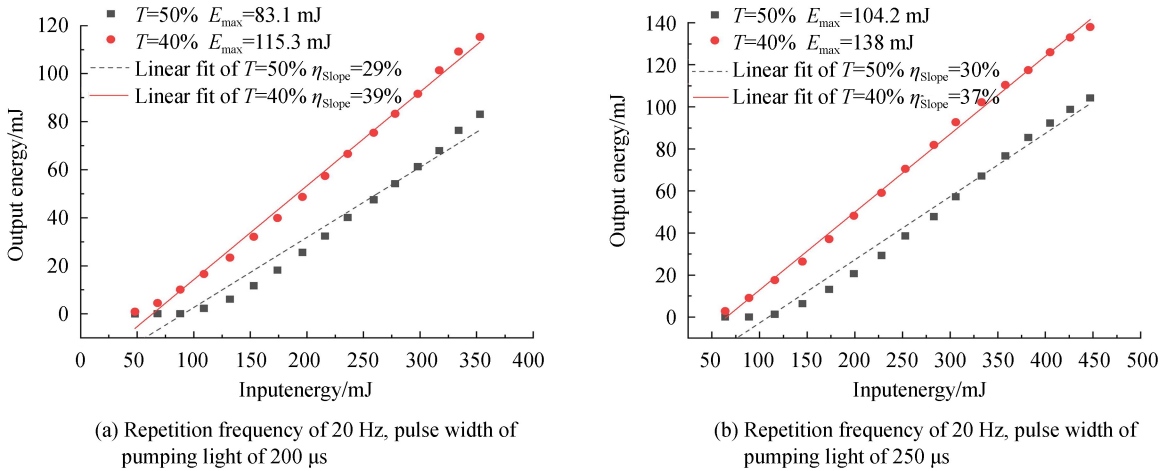 T=50% Emax=83.1 mJ
T=40% Emax=115.3 mJ
Linear fit of T=50% ηSlope=29%
Linear fit of T=40% ηSlope=39%
120
100
80
60
40
20
0
Output energy/mJ
0 50 100 150 200 250 300 350 400
Inputenergy/mJ
(a) Repetition frequency of 20 Hz, pulse width of
pumping light of 200 μs
T=50% Emax=104.2 mJ
T=40% Emax=138 mJ
Linear fit of T=50% ηSlope=30%
Linear fit of T=40% ηSlope=37%
140
120
100
80
60
40
20
0
Output energy/mJ
50 100 150 200 250 300 350 400 450 500
Inputenergy/mJ
(b) Repetition frequency of 20 Hz, pulse width of
pumping light of 250 μs